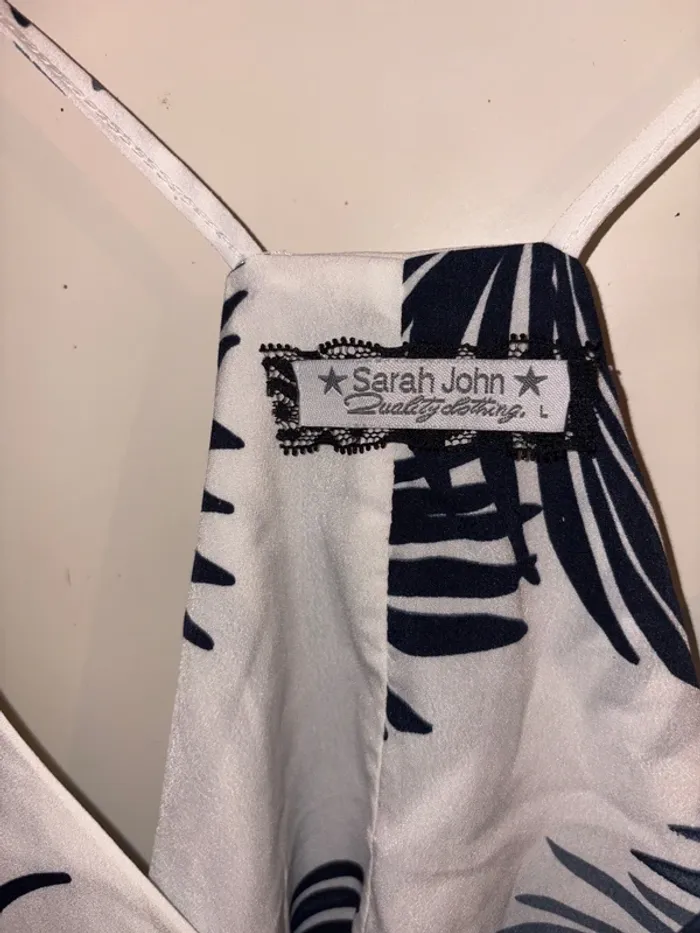 ★ Sarah John ★
Quality clothing. L